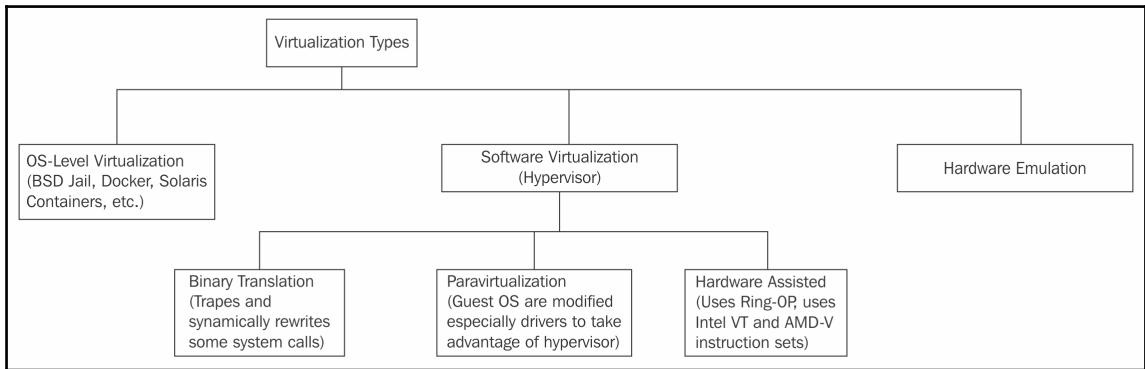 Virtualization Types
OS-Level Virtualization
(BSD Jail, Docker, Solaris
Containers, etc.)
Software Virtualization
(Hypervisor)
Hardware Emulation
Binary Translation
(Trapes and
synamically rewrites
some system calls)
Paravirtualization
(Guest OS are modified
especially drivers to take
advantage of hypervisor)
Hardware Assisted
(Uses Ring-OP, uses
Intel VT and AMD-V
instruction sets)